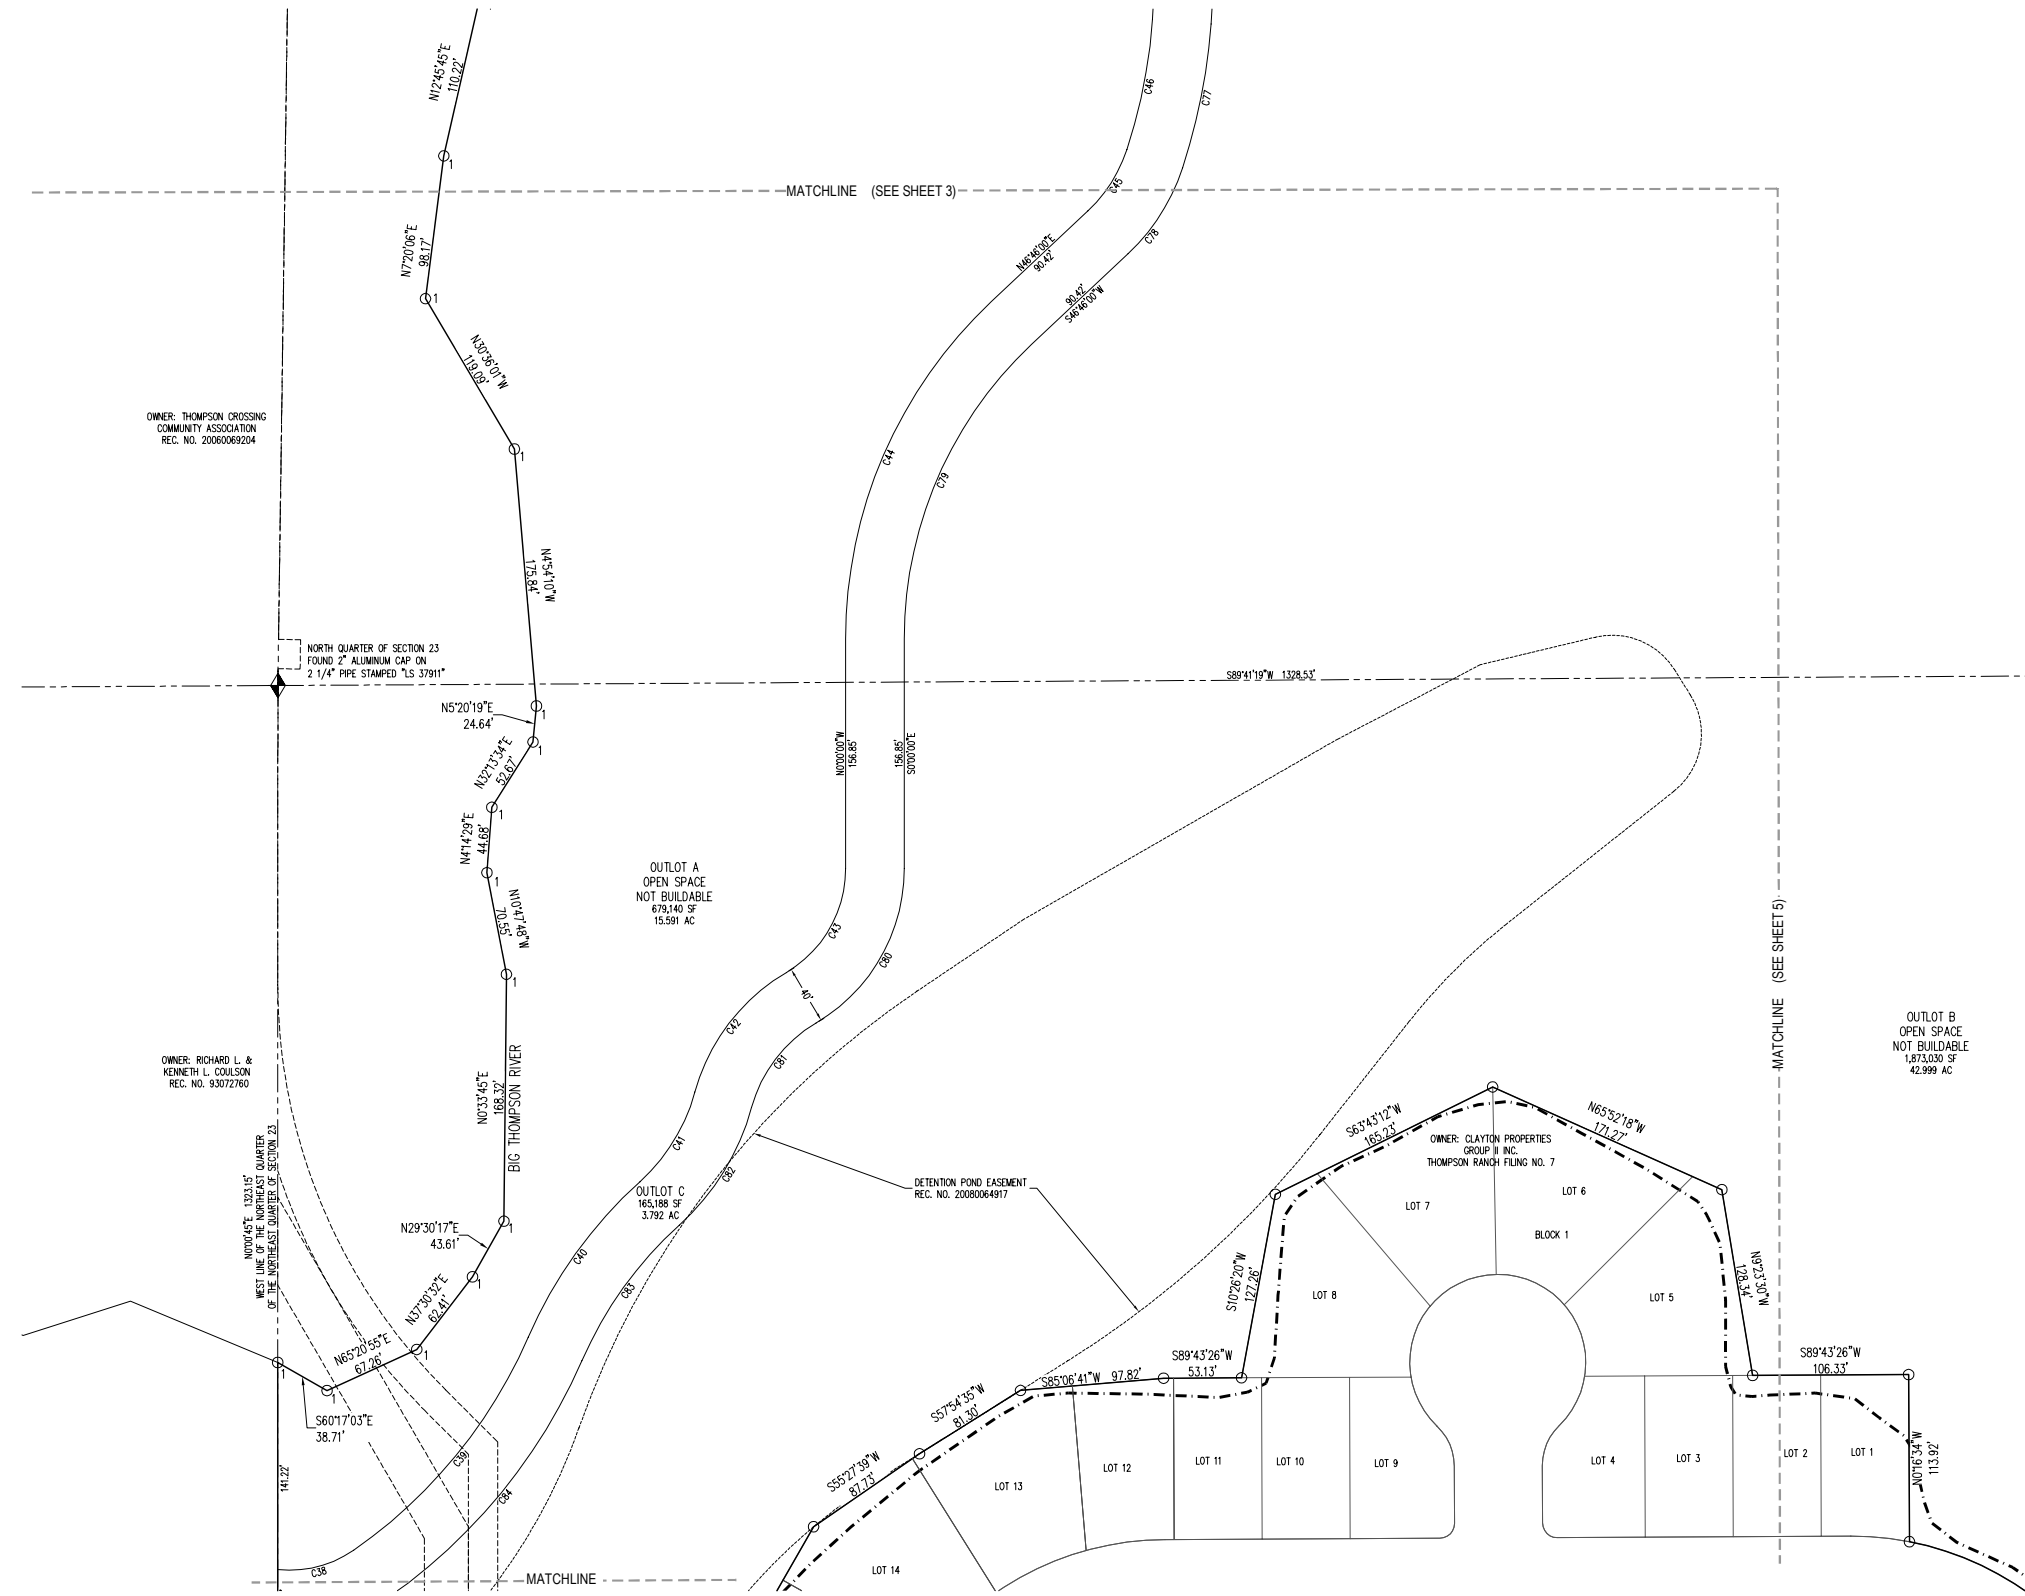 N12°45'45"E
110.22'
C46
C77
1
MATCHLINE (SEE SHEET 3)
C45
N7°20'06"E
98.17'
C78
N46°46'00"E
90.42'
1
90.42'
S46°46'00"W
N30°36'01"W
119.09'
OWNER: THOMPSON CROSSING
COMMUNITY ASSOCIATION
REC. NO. 20060069204
1
C44
C79
N4°54'10"W
175.84'
NORTH QUARTER OF SECTION 23
FOUND 2" ALUMINUM CAP ON
2 1/4" PIPE STAMPED "LS 37911"
S89°41'19"W 1328.53'
N5°20'19"E
24.64'
1
1
N32°13'34"E
52.67'
N0°00'00"W
156.85'
156.85'
S0°00'00"E
1
N4°14'29"E
44.68'
1
OUTLOT A
OPEN SPACE
NOT BUILDABLE
679,140 SF
15.591 AC
N10°47'48"W
70.55'
C43
C80
1
40'
MATCHLINE (SEE SHEET 5)
C42
C81
OUTLOT B
OPEN SPACE
NOT BUILDABLE
1,873,030 SF
42.999 AC
OWNER: RICHARD L. &
KENNETH L. COULSON
REC. NO. 93072760
N0°33'45"E
168.32'
BIG THOMPSON RIVER
S63°43'12"W
165.23'
N65°52'18"W
171.27'
OWNER: CLAYTON PROPERTIES
GROUP II INC.
THOMPSON RANCH FILING NO. 7
C41
C82
N0°00'45"E 1323.15'
WEST LINE OF THE NORTHEAST QUARTER
OF THE NORTHEAST QUARTER OF SECTION 23
OUTLOT C
165,188 SF
3.792 AC
DETENTION POND EASEMENT
REC. NO. 20080064917
LOT 7
LOT 6
BLOCK 1
1
N29°30'17"E
43.61'
C40
C83
1
N37°30'32"E
62.41'
S10°26'20"W
127.26'
LOT 8
LOT 5
N9°23'30"W
128.34'
1
N65°20'55"E
67.26'
1
1
S60°17'03"E
38.71'
S89°43'26"W
53.13'
S85°06'41"W 97.82'
S89°43'26"W
106.33'
S57°54'35"W
81.30'
141.22'
C39
C84
S55°27'39"W
87.73'
LOT 13
LOT 12
LOT 11
LOT 10
LOT 9
LOT 4
LOT 3
LOT 2
LOT 1
N0°16'34"W
113.92'
C38
MATCHLINE
LOT 14